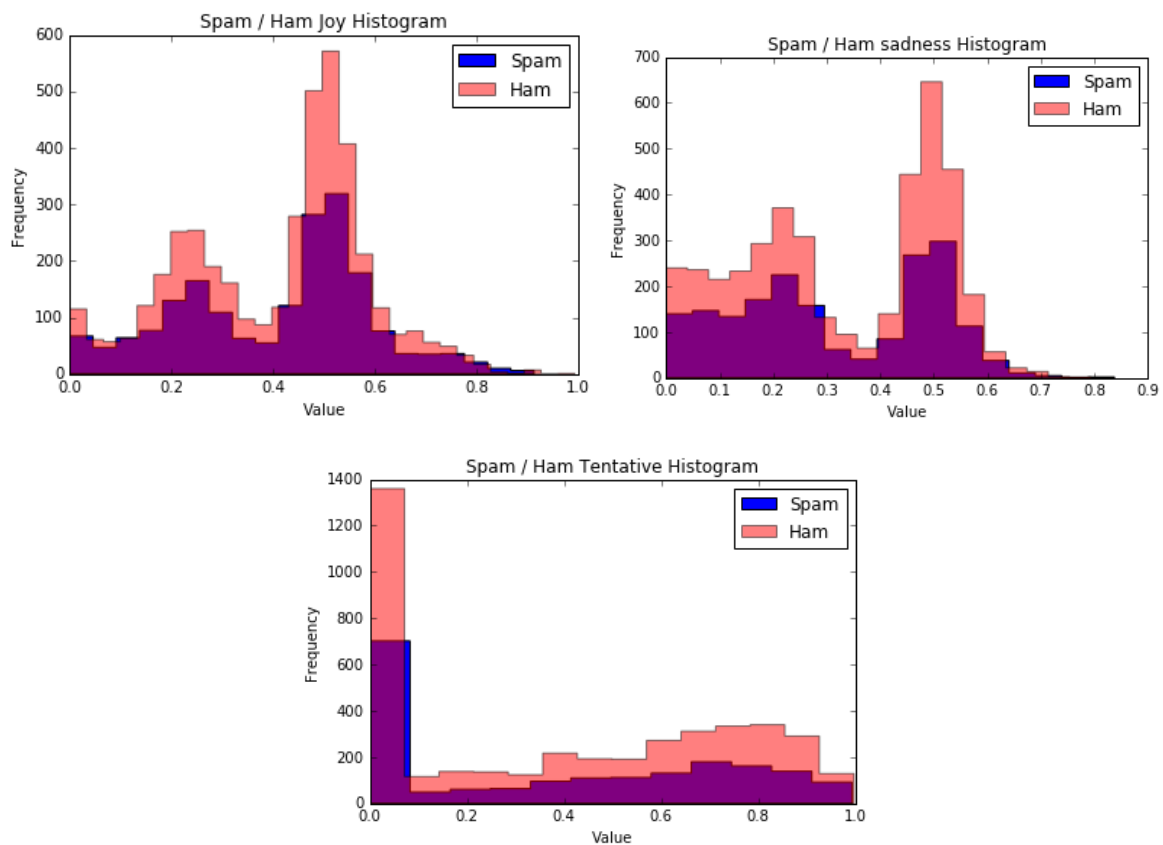 Spam / Ham Joy Histogram
600
500
400
300
200
100
0
0.0 0.2 0.4 0.6 0.8 1.0
Frequency
Value
Spam
Ham
Spam / Ham sadness Histogram
700
600
500
400
300
200
100
0
0.0 0.1 0.2 0.3 0.4 0.5 0.6 0.7 0.8 0.9
Frequency
Value
Spam
Ham
Spam / Ham Tentative Histogram
1400
1200
1000
800
600
400
200
0
0.0 0.2 0.4 0.6 0.8 1.0
Frequency
Value
Spam
Ham